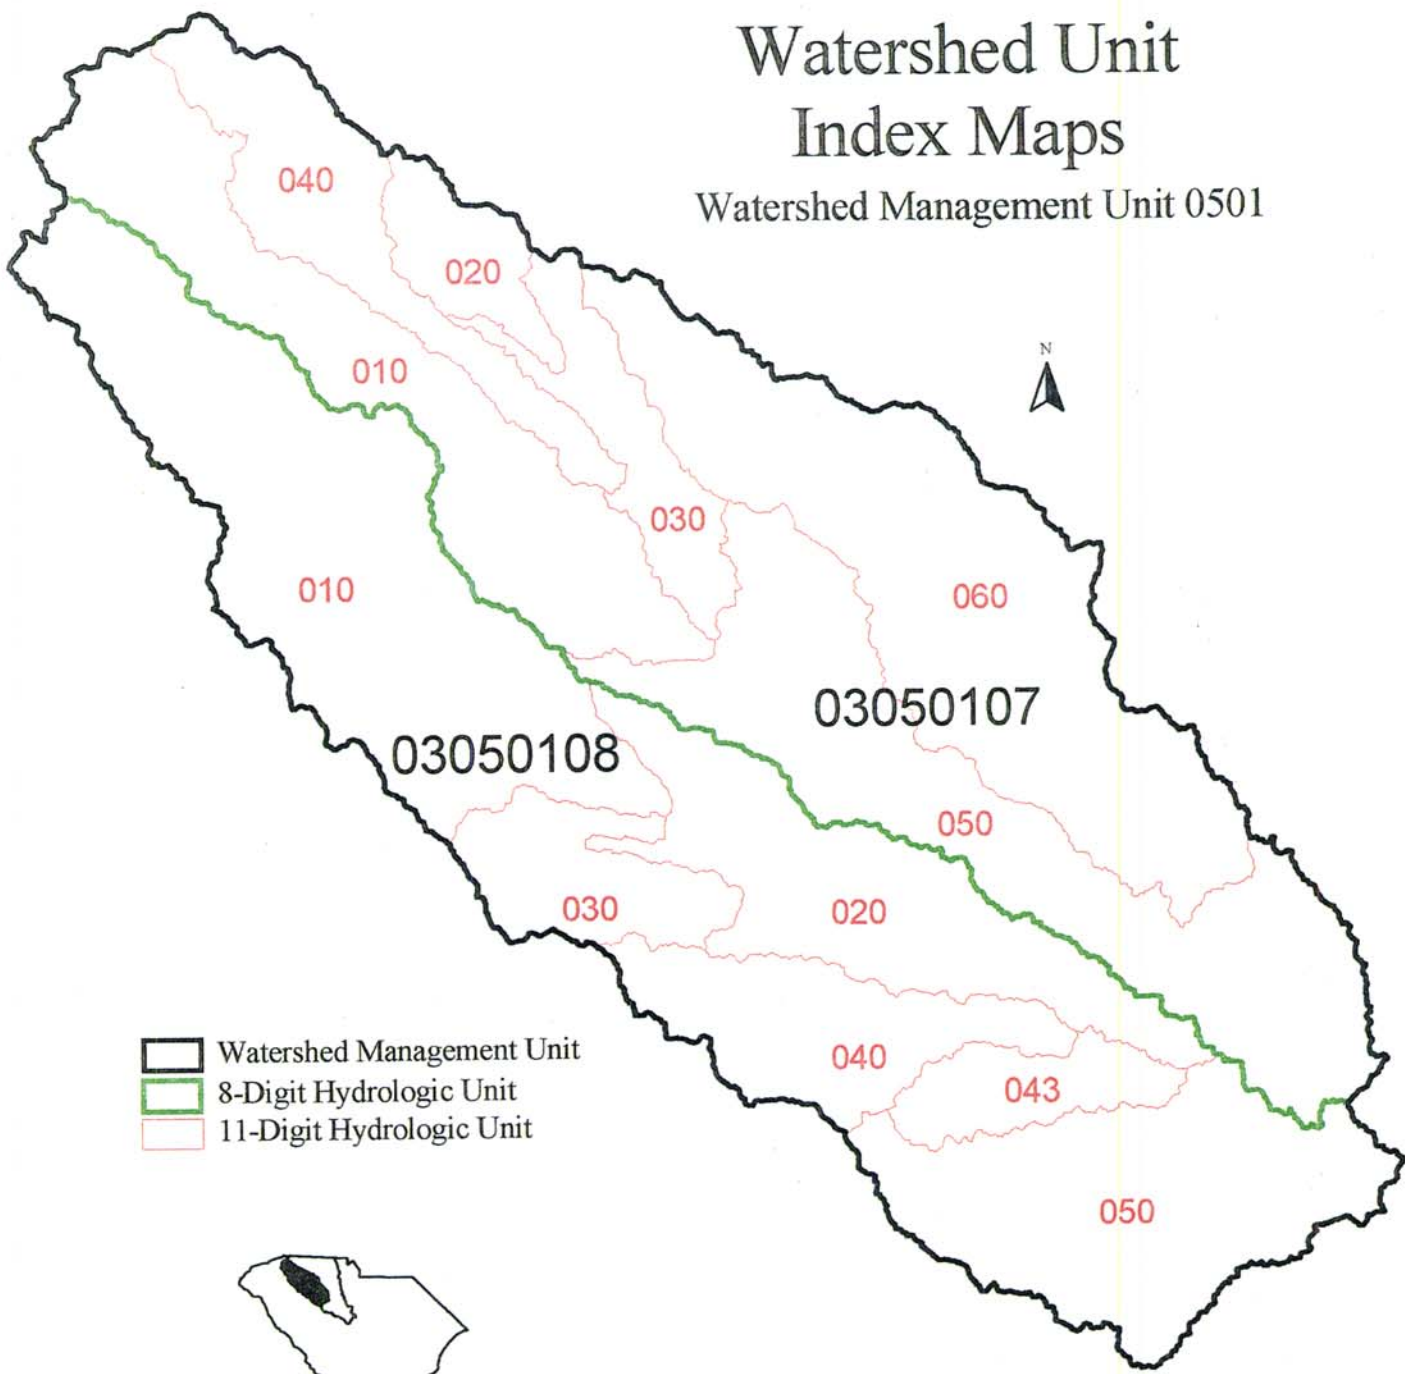 Watershed Unit
Index Maps
Watershed Management Unit 0501
040
020
N
010
030
010
060
03050107
03050108
050
030
020
040
043
050
Watershed Management Unit
8-Digit Hydrologic Unit
11-Digit Hydrologic Unit